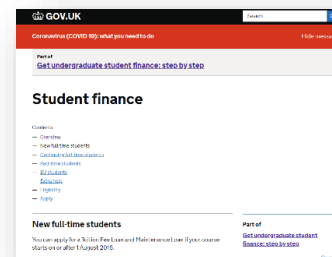 GOV.UK
Search
Coronavirus (COVID-19): what you need to do
Hide message
Part of
Get undergraduate student finance: step by step
Student finance
Contents
— Overview
— New full-time students
— Continuing full-time students
— Part-time students
— EU students
Extra help
— Eligibility
— Apply
New full-time students
You can apply for a Tuition Fee Loan and Maintenance Loan if your course
starts on or after 1 August 2016.
Part of
Get undergraduate student
finance: step by step